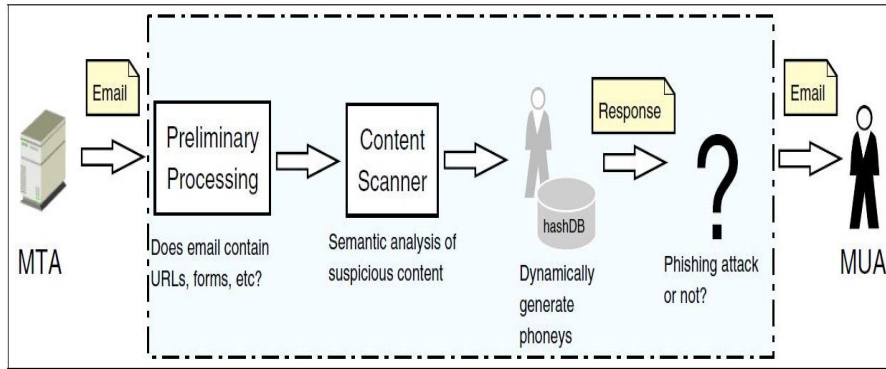 Email
Response
Email
Preliminary
Processing
Content
Scanner
hashDB
MTA
Does email contain
URLs, forms, etc?
Semantic analysis of
suspicious content
Dynamically
generate
phoneys
?
Phishing attack
or not?
MUA